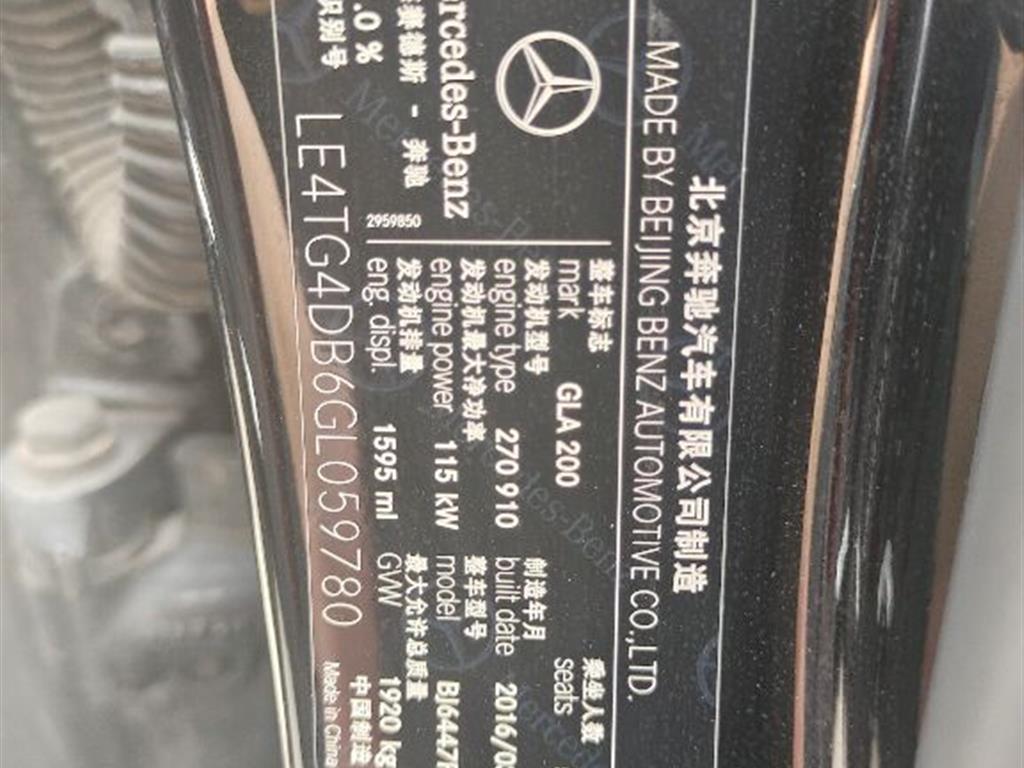 北京奔驰汽车有限公司制造
MADE BY BEIJING BENZ AUTOMOTIVE CO.,LTD.
整车标志 乘坐人数
mark GLA 200 seats
发动机型号 制造年月
engine type 270 910 built date 2016/0
发动机最大净功率 整车型号
engine power 115 kW model BJ6447
发动机排量 最大允许总质量
eng. displ. 1595 ml GWW 1920 kg
中国制造
Made in China
rcedes-Benz
赛德斯 - 奔驰
2959850
.0 %
识别号
LE4TG4DB6GL059780